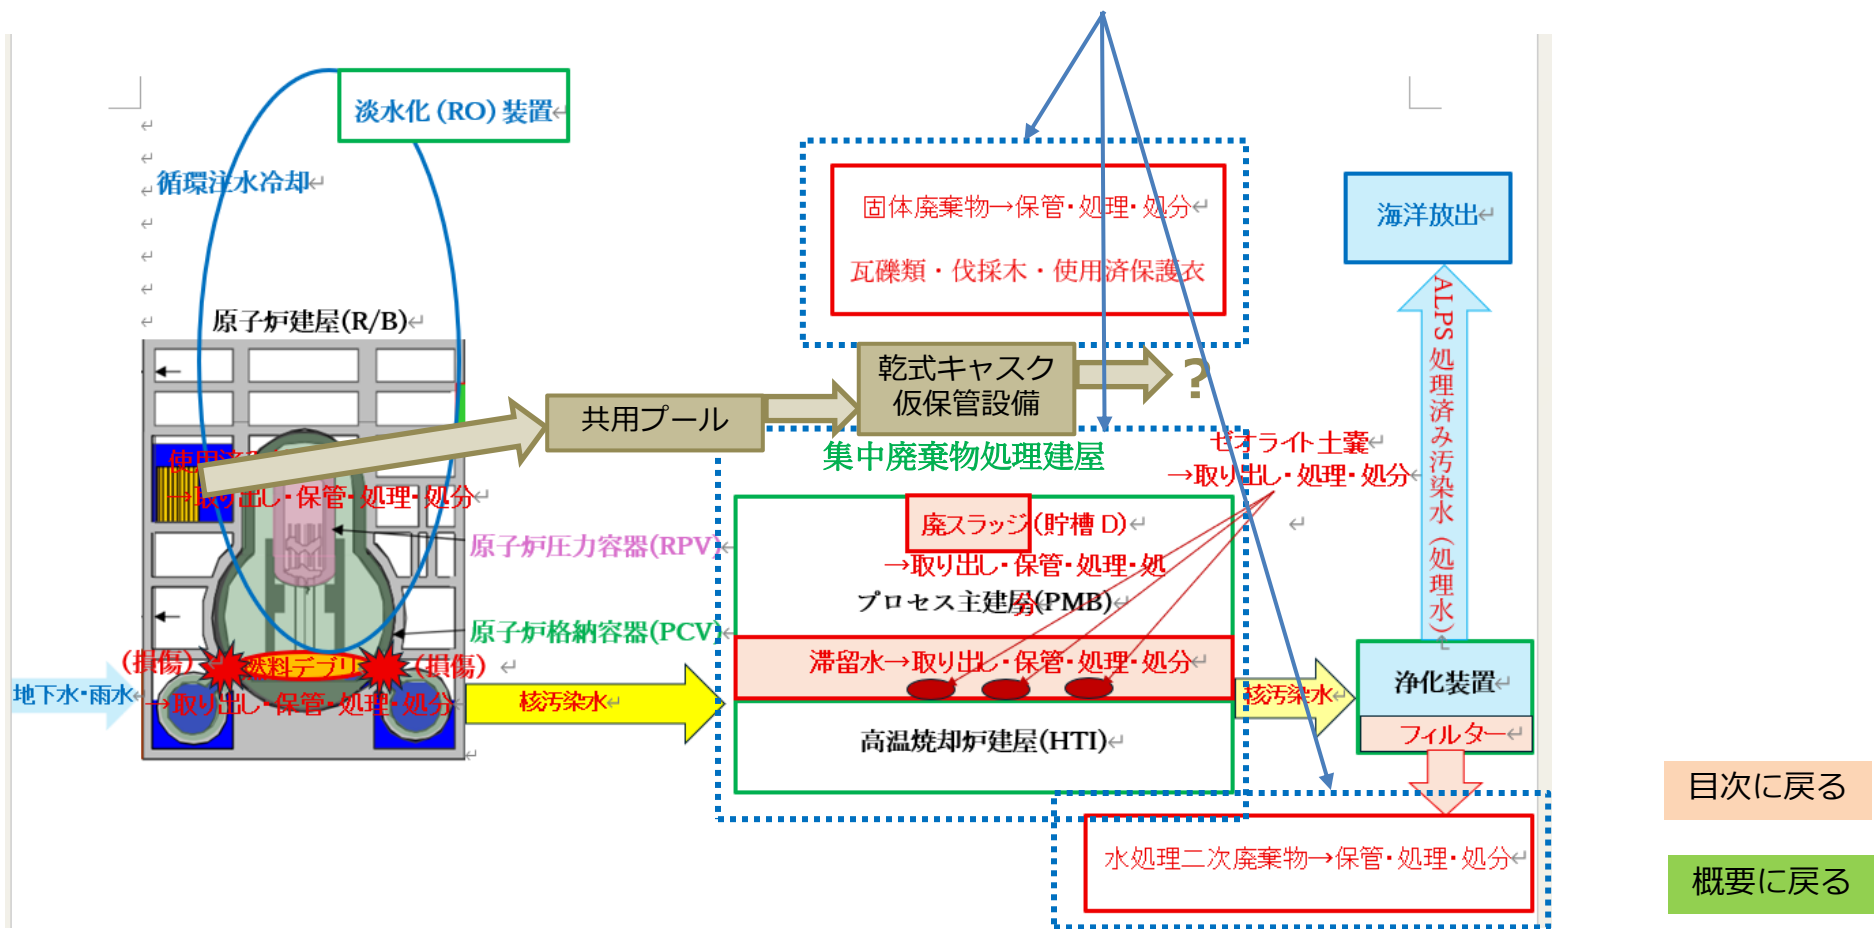 淡水化（RO）装置
循環注水冷却
固体廃棄物→保管・処理・処分
瓦礫類・伐採木・使用済保護衣
海洋放出
原子炉建屋(R/B)
ALPS処理済み汚染水（処理水）
乾式キャスク
仮保管設備
?
共用プール
集中廃棄物処理建屋
ゼオライト土嚢
→取り出し・処理・処分
使用済
→取り出し・保管・処理・処分
廃スラッジ(貯槽 D)
→取り出し・保管・処理・処
分
プロセス主建屋(PMB)
原子炉圧力容器(RPV)
原子炉格納容器(PCV)
(損傷)
燃料デブリ
(損傷)
→取り出し・保管・処理・処分
地下水・雨水
核汚染水
滞留水→取り出し・保管・処理・処分
核汚染水
浄化装置
フィルター
高温焼却炉建屋(HTI)
水処理二次廃棄物→保管・処理・処分
目次に戻る
概要に戻る